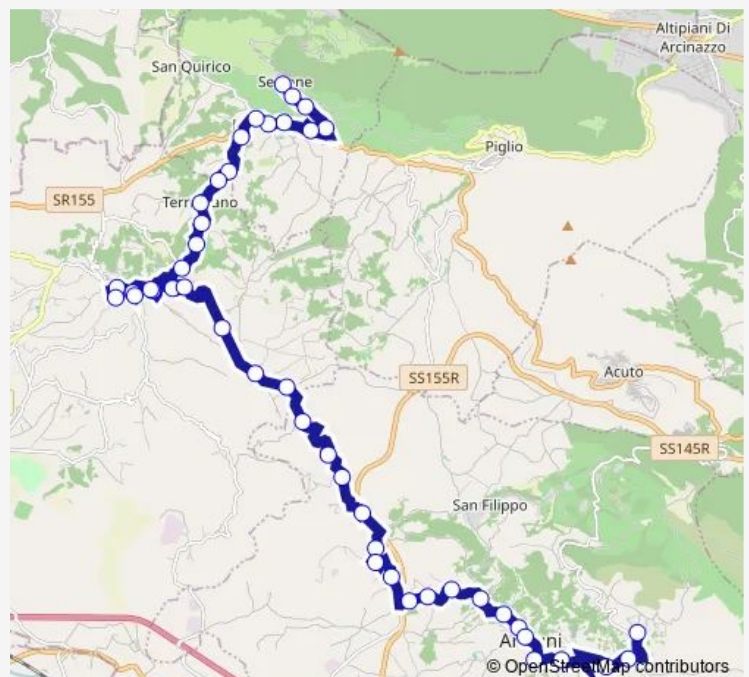 Altipiani Di
Arcinazzo
San Quirico
Piglio
SR155
SS155R
Acuto
SS145R
San Filippo
© OpenStreetMap contributors